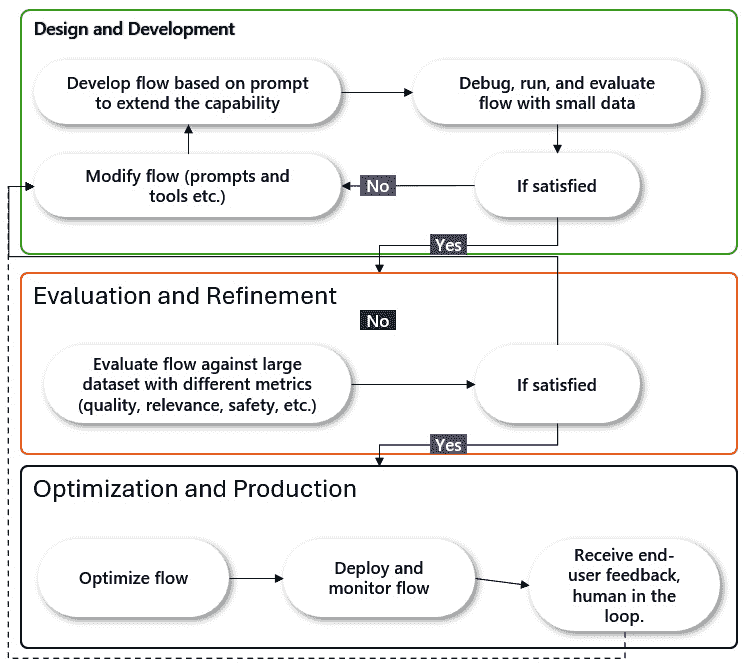 Design and Development
Develop flow based on prompt
to extend the capability
Debug, run, and evaluate
flow with small data
Modify flow (prompts and
tools etc.)
No
If satisfied
Yes
Evaluation and Refinement
No
Evaluate flow against large
dataset with different metrics
(quality, relevance, safety, etc.)
If satisfied
Yes
Optimization and Production
Optimize flow
Deploy and
monitor flow
Receive end-
user feedback,
human in the
loop.